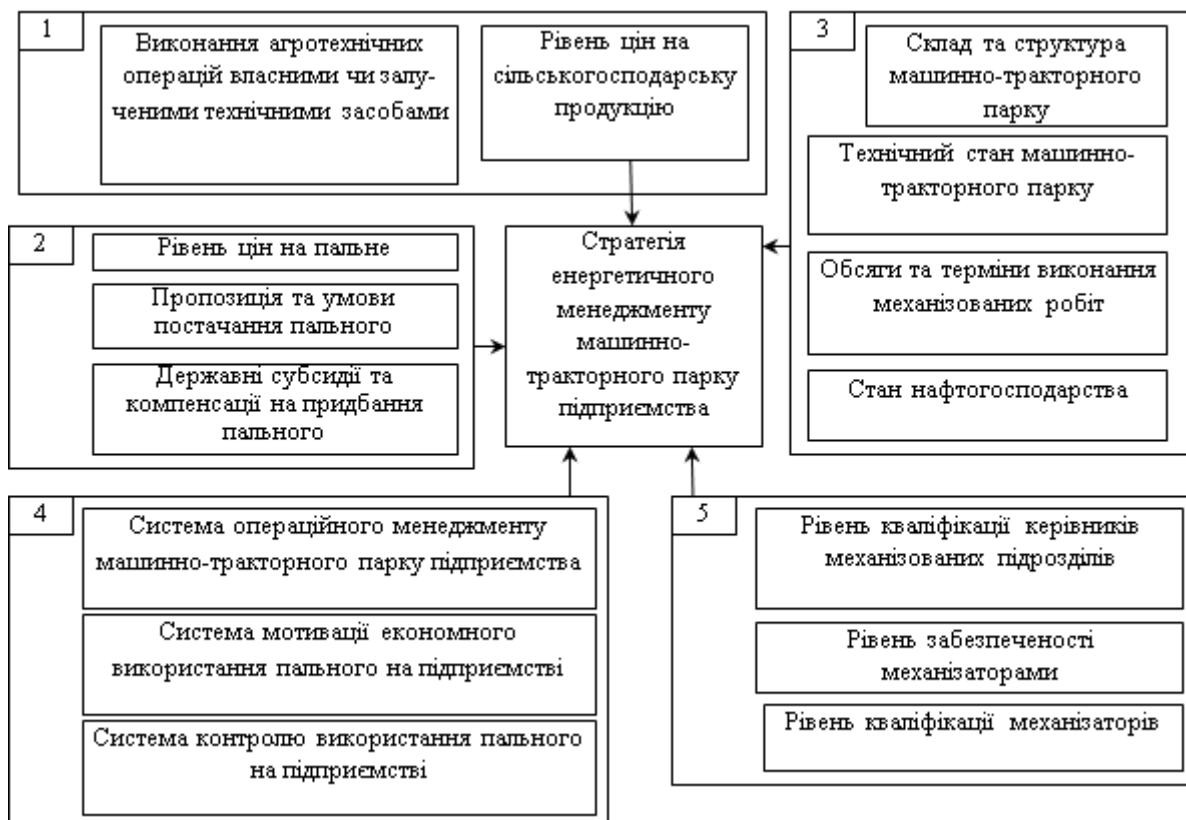 1
Виконання агротехнічних
операцій власними чи залу-
ченими технічними засобами
Рівень цін на
сільськогосподарську
продукцію
2
Рівень цін на пальне
Пропозиція та умови
постачання пального
Державні субсидії та
компенсації на придбання
пального
Стратегія
енергетичного
менеджменту
машинно-
тракторного парку
підприємства
3
Склад та структура
машинно-тракторного
парку
Технічний стан машинно-
тракторного парку
Обсяги та терміни виконання
механізованих робіт
Стан нафтогосподарства
4
Система операційного менеджменту
машинно-тракторного парку підприємства
Система мотивації економного
використання пального на підприємстві
Система контролю використання пального
на підприємстві
5
Рівень кваліфікації керівників
механізованих підрозділів
Рівень забезпеченості
механізаторами
Рівень кваліфікації механізаторів